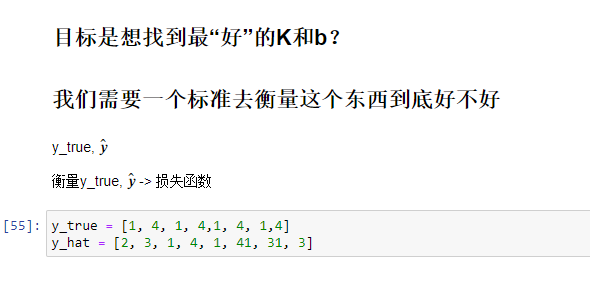 目标是想找到最“好”的K和b？
我们需要一个标准去衡量这个东西到底好不好
y_true, ŷ
衡量y_true, ŷ -> 损失函数
[55]: y_true = [1, 4, 1, 4,1, 4, 1,4]
y_hat = [2, 3, 1, 4, 1, 41, 31, 3]